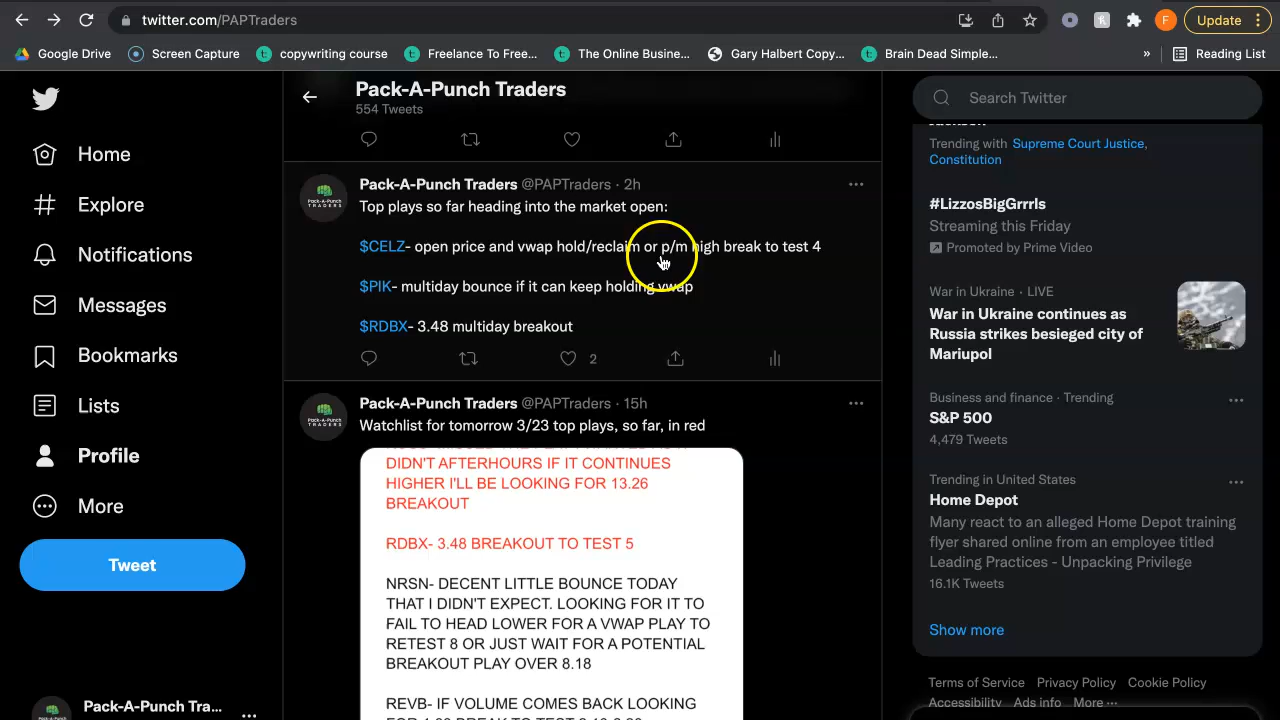 twitter.com/PAPTraders
Update
Google Drive
Screen Capture
copywriting course
Freelance To Free...
The Online Busine...
Gary Halbert Copy...
Brain Dead Simple...
»
Reading List
Home
Explore
Notifications
Messages
Bookmarks
Lists
Profile
More
Tweet
Pack-A-Punch Tra...
Pack-A-Punch Traders
554 Tweets
Pack-A-Punch Traders @PAPTraders · 2h
Top plays so far heading into the market open:
$CELZ- open price and vwap hold/reclaim or p/m high break to test 4
$PIK- multiday bounce if it can keep holding vwap
$RDBX- 3.48 multiday breakout
2
Pack-A-Punch Traders @PAPTraders · 15h
Watchlist for tomorrow 3/23 top plays, so far, in red
DIDN'T AFTERHOURS IF IT CONTINUES
HIGHER I'LL BE LOOKING FOR 13.26
BREAKOUT
RDBX- 3.48 BREAKOUT TO TEST 5
NRSN- DECENT LITTLE BOUNCE TODAY
THAT I DIDN'T EXPECT. LOOKING FOR IT TO
FAIL TO HEAD LOWER FOR A VWAP PLAY TO
RETEST 8 OR JUST WAIT FOR A POTENTIAL
BREAKOUT PLAY OVER 8.18
REVB- IF VOLUME COMES BACK LOOKING
Search Twitter
Jackson
Trending with Supreme Court Justice,
Constitution
#LizzosBigGrrrls
Streaming this Friday
Promoted by Prime Video
War in Ukraine · LIVE
War in Ukraine continues as
Russia strikes besieged city of
Mariupol
Business and finance · Trending
S&P 500
4,479 Tweets
Trending in United States
Home Depot
Many react to an alleged Home Depot training
flyer shared online from an employee titled
Leading Practices - Unpacking Privilege
16.1K Tweets
Show more
Terms of Service Privacy Policy Cookie Policy
Accessibility Ads info More ···